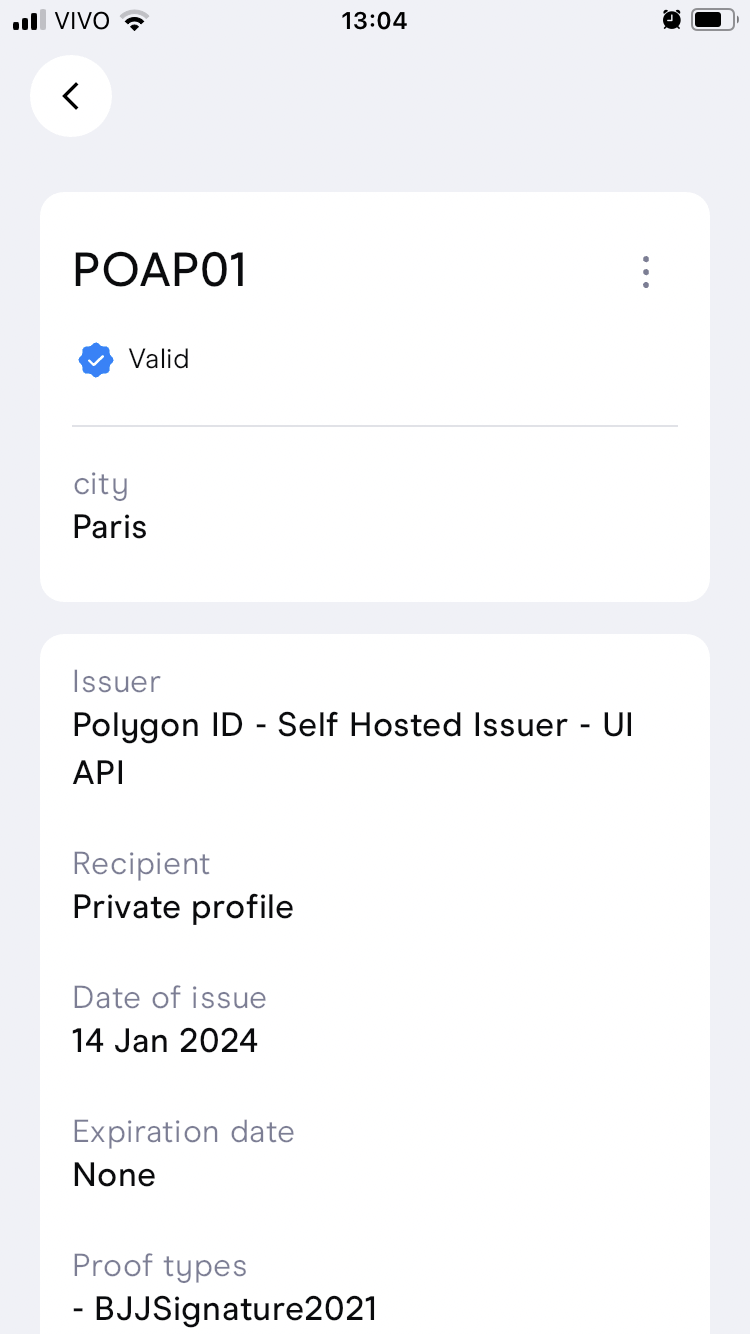 VIVO 13:04
POAP01
Valid
city
Paris
Issuer
Polygon ID - Self Hosted Issuer - UI
API
Recipient
Private profile
Date of issue
14 Jan 2024
Expiration date
None
Proof types
- BJJSignature2021